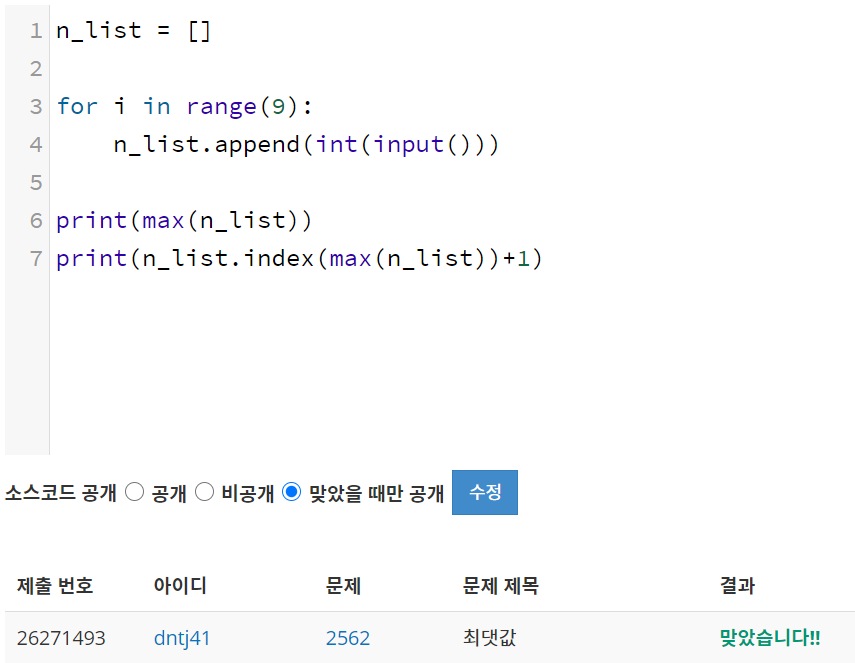 1 n_list = []
2
3 for i in range(9):
4     n_list.append(int(input()))
5
6 print(max(n_list))
7 print(n_list.index(max(n_list))+1)
소스코드 공개 공개 비공개 맞았을 때만 공개 수정
제출 번호 아이디 문제 문제 제목 결과
26271493 dntj41 2562 최댓값 맞았습니다!!